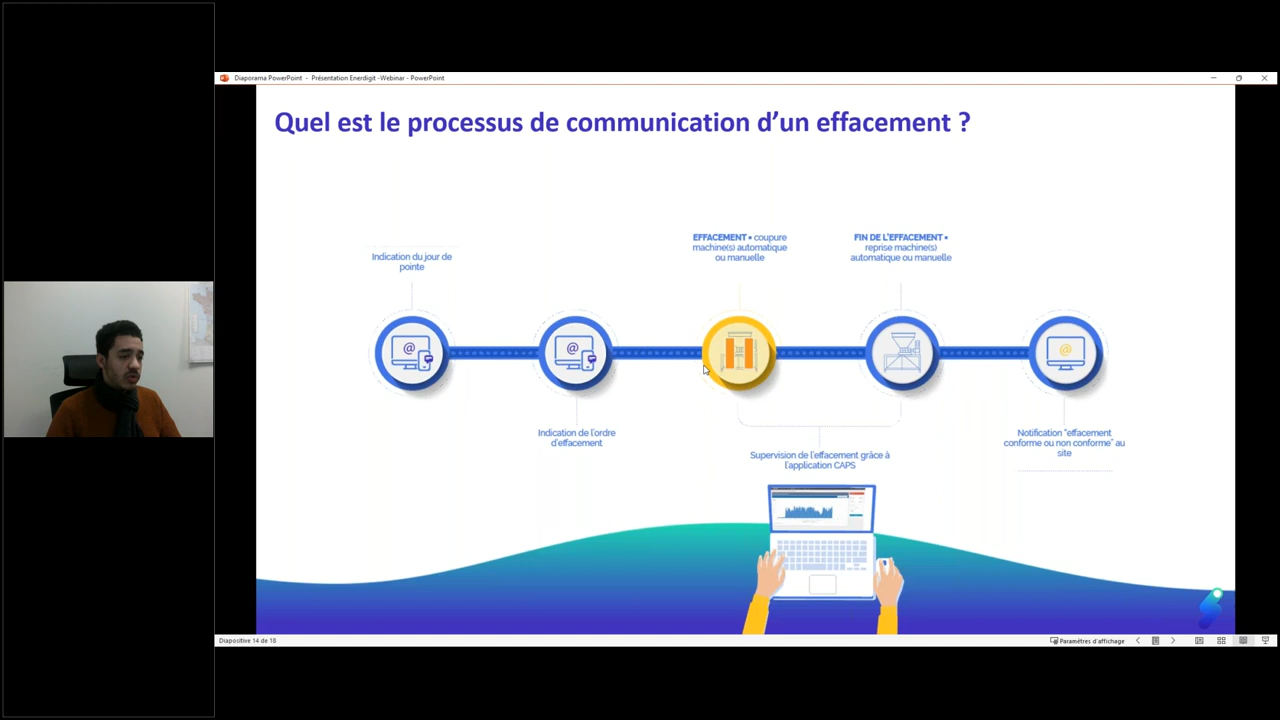 Diaporama PowerPoint - Présentation Enerdigit -Webinar - PowerPoint
Quel est le processus de communication d'un effacement ?
Indication du jour de
pointe
EFFACEMENT • coupure
machine(s) automatique
ou manuelle
FIN DE L'EFFACEMENT •
reprise machine(s)
automatique ou manuelle
@
@
@
Indication de l'ordre
d'effacement
Supervision de l'effacement grâce à
l'application CAPS
Notification "effacement
conforme ou non conforme" au
site
Diapositive 14 de 18
Paramètres d'affichage